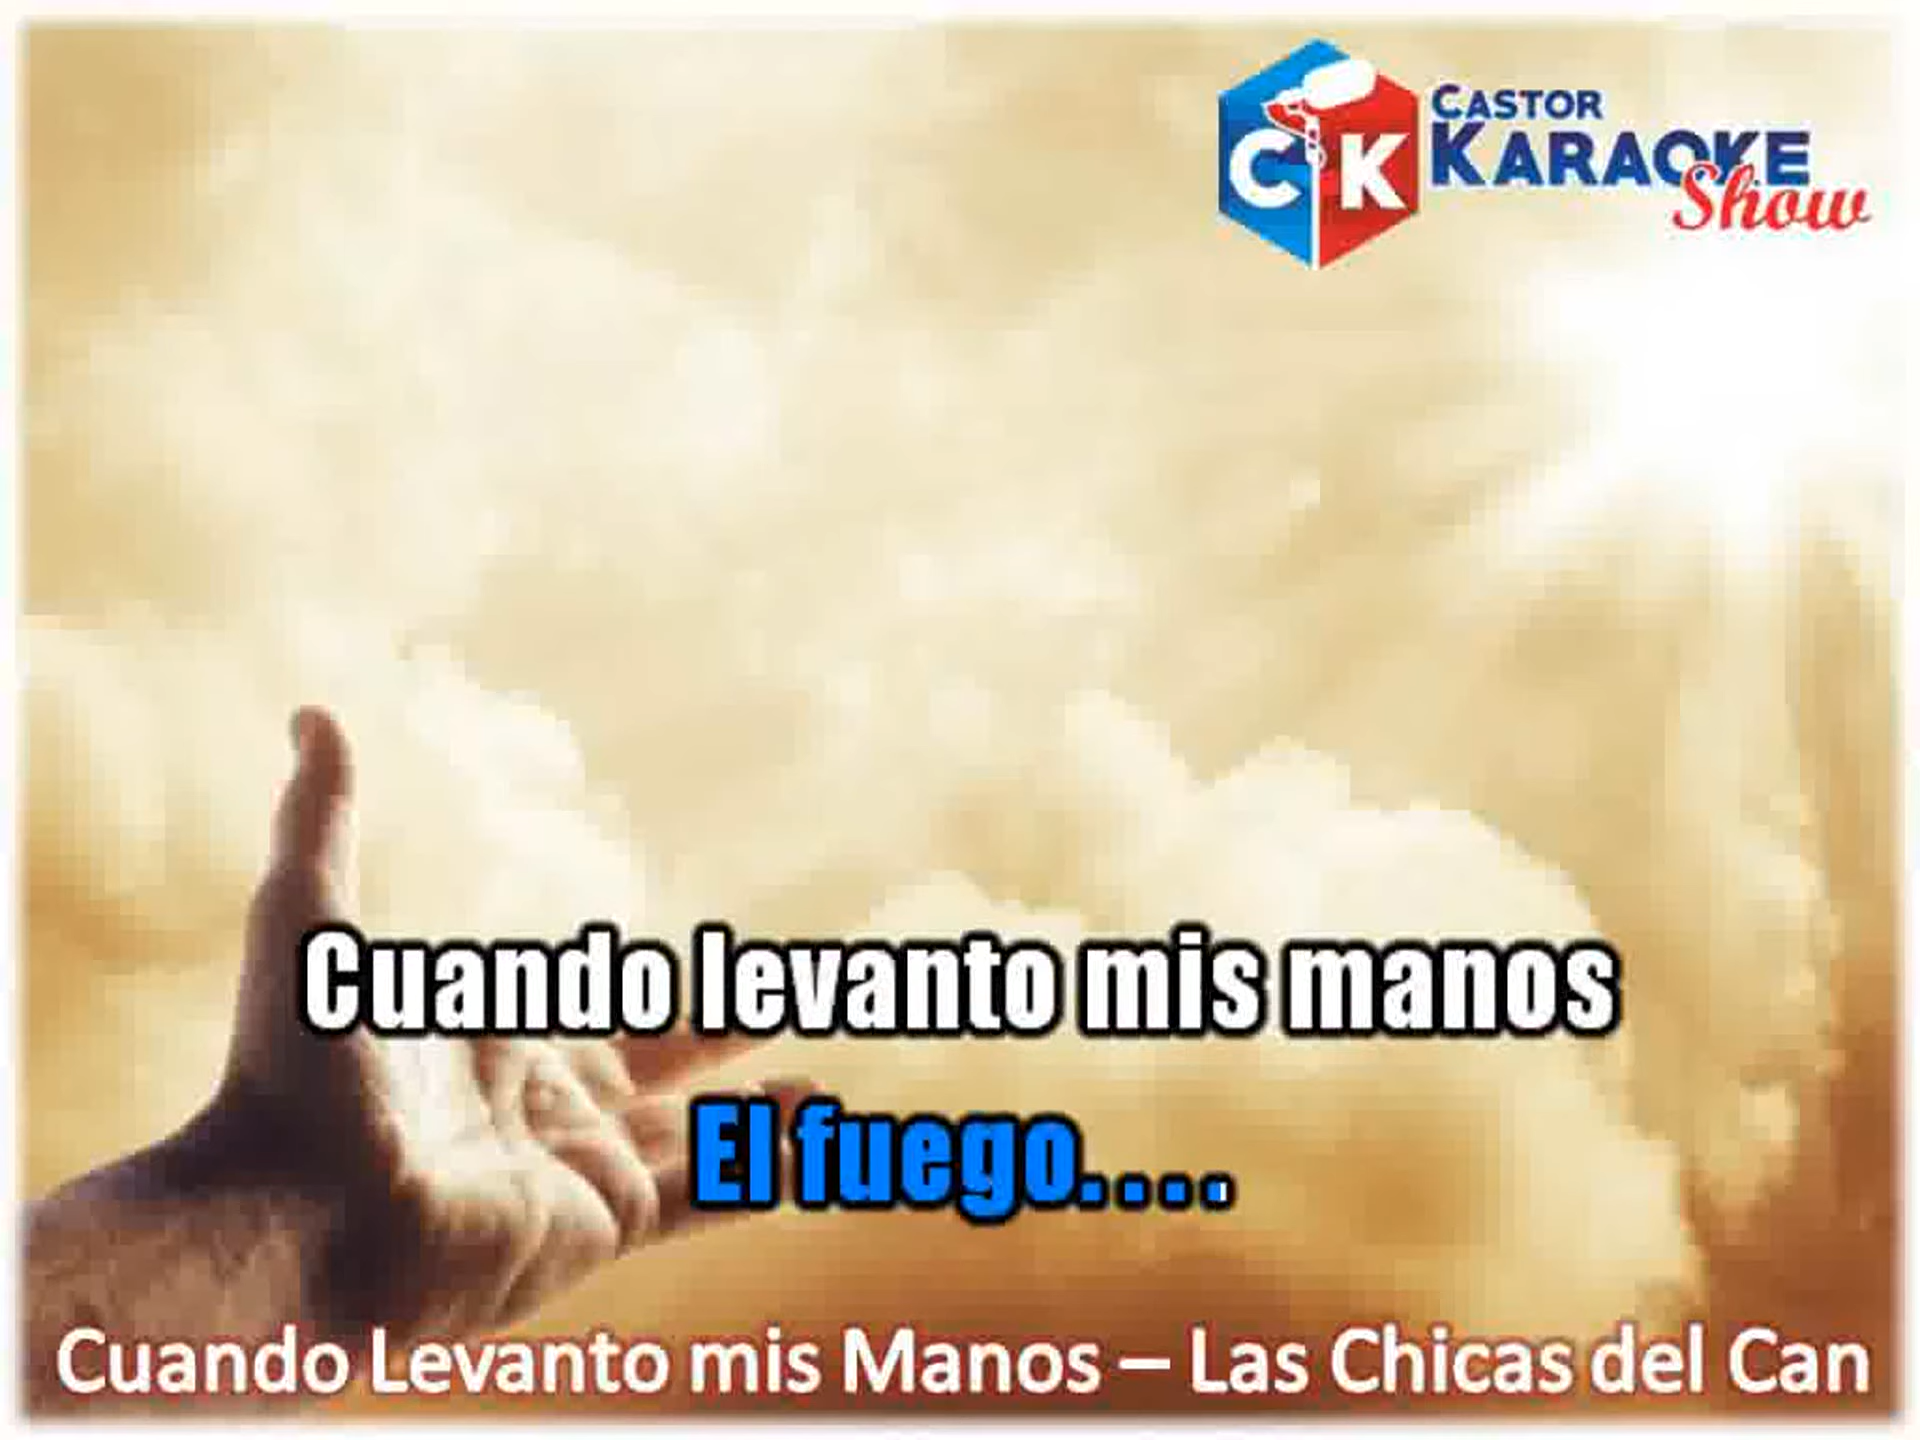 CASTOR
KARAOKE
Show
CK
Cuando levanto mis manos
El fuego....
Cuando Levanto mis Manos – Las Chicas del Can